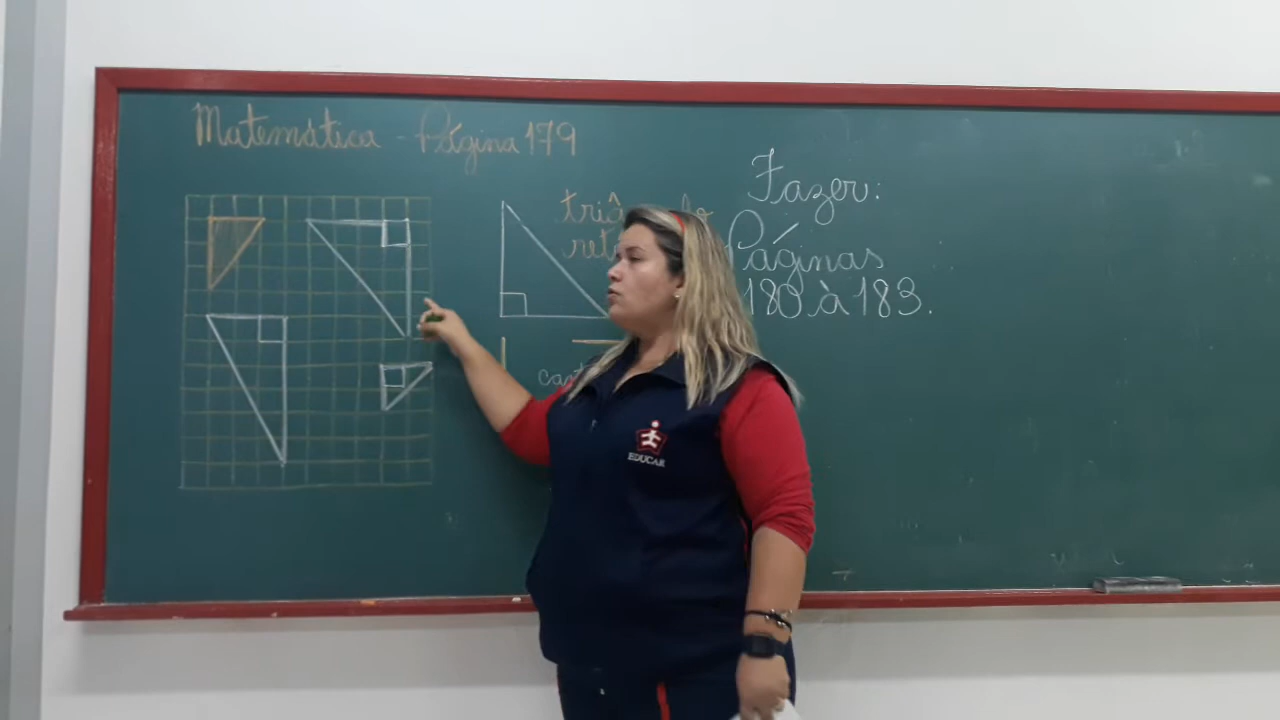 Matemática - Página 179
Fazer:
Páginas
180 à 183.
EDUCAR